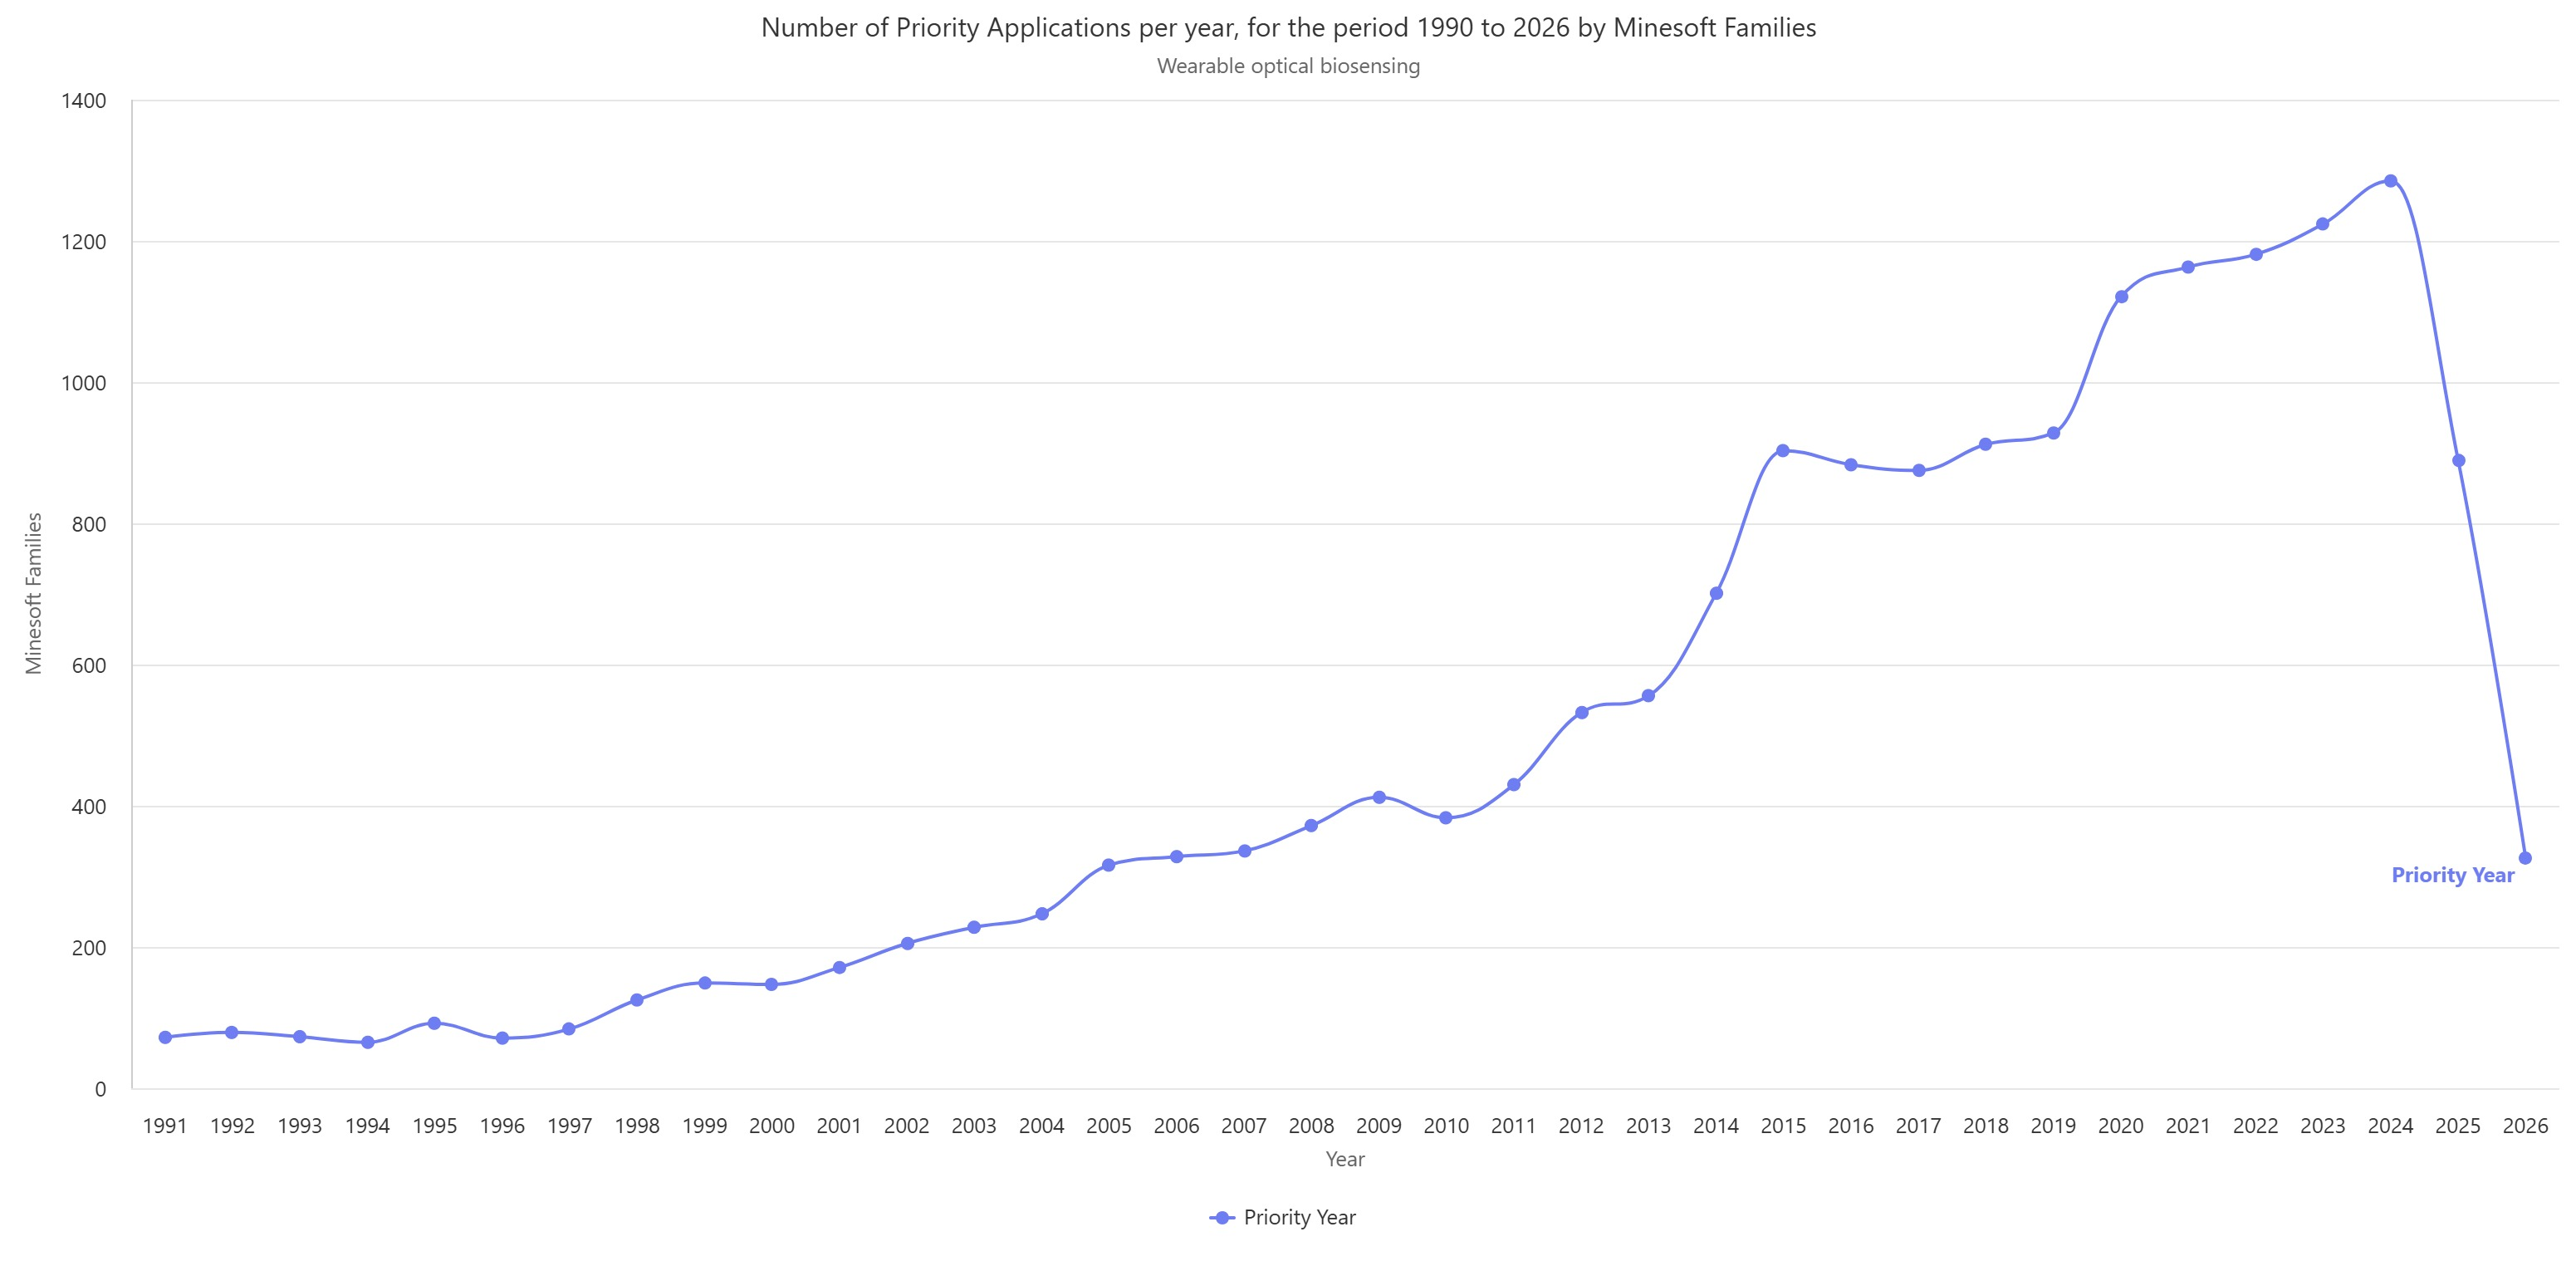 Number of Priority Applications per year, for the period 1990 to 2026 by Minesoft Families
Wearable optical biosensing
1400
1200
1000
800
600
400
200
0
Minesoft Families
Priority Year
1991 1992 1993 1994 1995 1996 1997 1998 1999 2000 2001 2002 2003 2004 2005 2006 2007 2008 2009 2010 2011 2012 2013 2014 2015 2016 2017 2018 2019 2020 2021 2022 2023 2024 2025 2026
Year
Priority Year